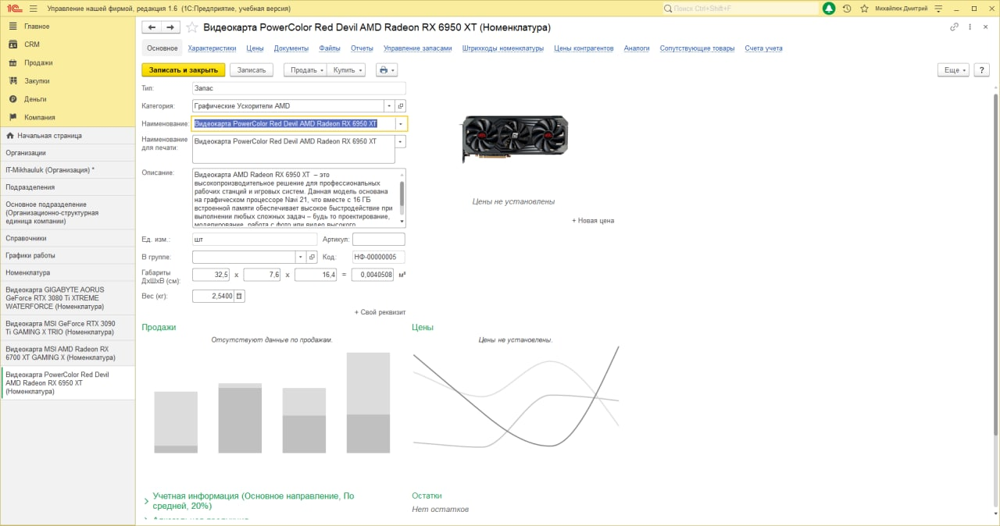 Управление нашей фирмой, редакция 1.6 (1С:Предприятие, учебная версия)
Поиск Ctrl+Shift+F
Михайлюк Дмитрий
Главное
CRM
Продажи
Закупки
Деньги
Компания
Начальная страница
Организации
IT-Mikhauluk (Организация) *
Подразделения
Основное подразделение
(Организационно-структурная
единица компании)
Справочники
Графики работы
Номенклатура
Видеокарта GIGABYTE AORUS
GeForce RTX 3080 Ti XTREME
WATERFORCE (Номенклатура)
Видеокарта MSI GeForce RTX 3090
Ti GAMING X TRIO (Номенклатура)
Видеокарта MSI AMD Radeon RX
6700 XT GAMING X (Номенклатура)
Видеокарта PowerColor Red Devil
AMD Radeon RX 6950 XT
(Номенклатура)
Видеокарта PowerColor Red Devil AMD Radeon RX 6950 XT (Номенклатура)
Основное Характеристики Цены Документы Файлы Отчеты Управление запасами Штрихкоды номенклатуры Цены контрагентов Аналоги Сопутствующие товары Счета учета
Записать и закрыть Записать Продать Купить Еще ?
Тип: Запас
Категория: Графические Ускорители AMD
Наименование: Видеокарта PowerColor Red Devil AMD Radeon RX 6950 XT
Наименование
для печати: Видеокарта PowerColor Red Devil AMD Radeon RX 6950 XT
Описание: Видеокарта AMD Radeon RX 6950 XT – это
высокопроизводительное решение для профессиональных
рабочих станций и игровых систем. Данная модель основана
на графическом процессоре Navi 21, что вместе с 16 ГБ
встроенной памяти обеспечивает высокое быстродействие при
выполнении любых сложных задач – будь то проектирование,
моделирование, работа с фото или видео высокого
Цены не установлены
+ Новая цена
Ед. изм.: шт Артикул:
В группе: Код: НФ-00000005
Габариты
ДхШхВ (см): 32,5 x 7,6 x 16,4 = 0,0040508 м³
Вес (кг): 2,5400
+ Свой реквизит
Продажи
Отсутствуют данные по продажам.
Цены
Цены не установлены.
Учетная информация (Основное направление, По
средней, 20%)
Остатки
Нет остатков